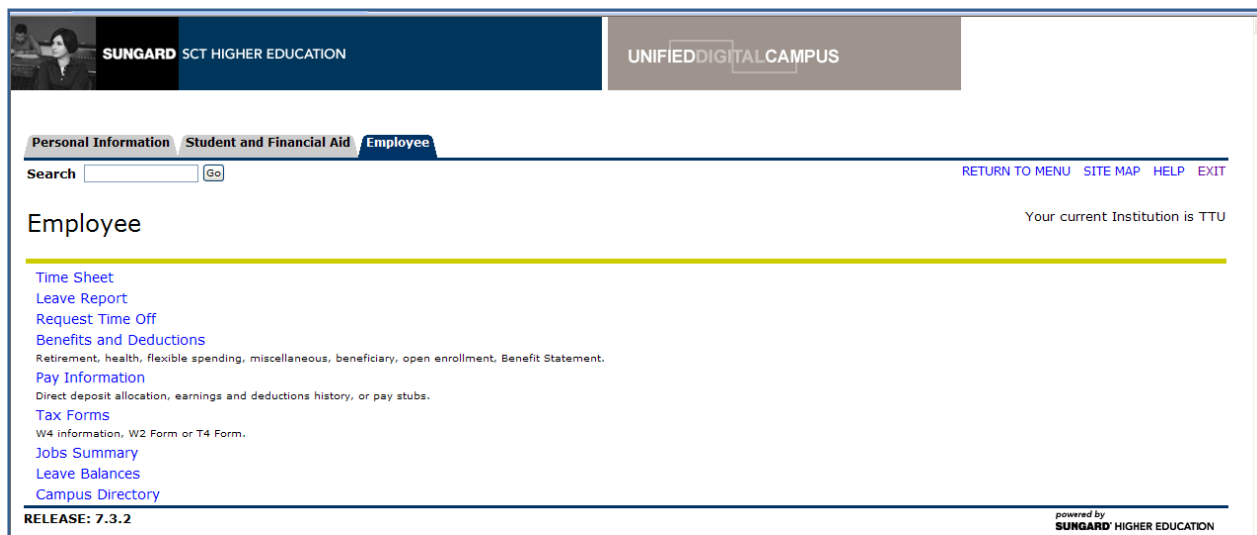 SUNGARD SCT HIGHER EDUCATION
UNIFIEDDIGITALCAMPUS
Personal Information Student and Financial Aid Employee
Search Go RETURN TO MENU SITE MAP HELP EXIT
Employee Your current Institution is TTU
Time Sheet
Leave Report
Request Time Off
Benefits and Deductions
Retirement, health, flexible spending, miscellaneous, beneficiary, open enrollment, Benefit Statement.
Pay Information
Direct deposit allocation, earnings and deductions history, or pay stubs.
Tax Forms
W4 information, W2 Form or T4 Form.
Jobs Summary
Leave Balances
Campus Directory
RELEASE: 7.3.2 powered by
SUNGARD' HIGHER EDUCATION